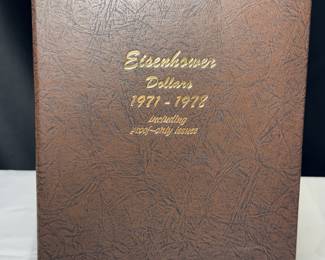 Eisenhower
Dollars
1971-1978
including
proof-only issues